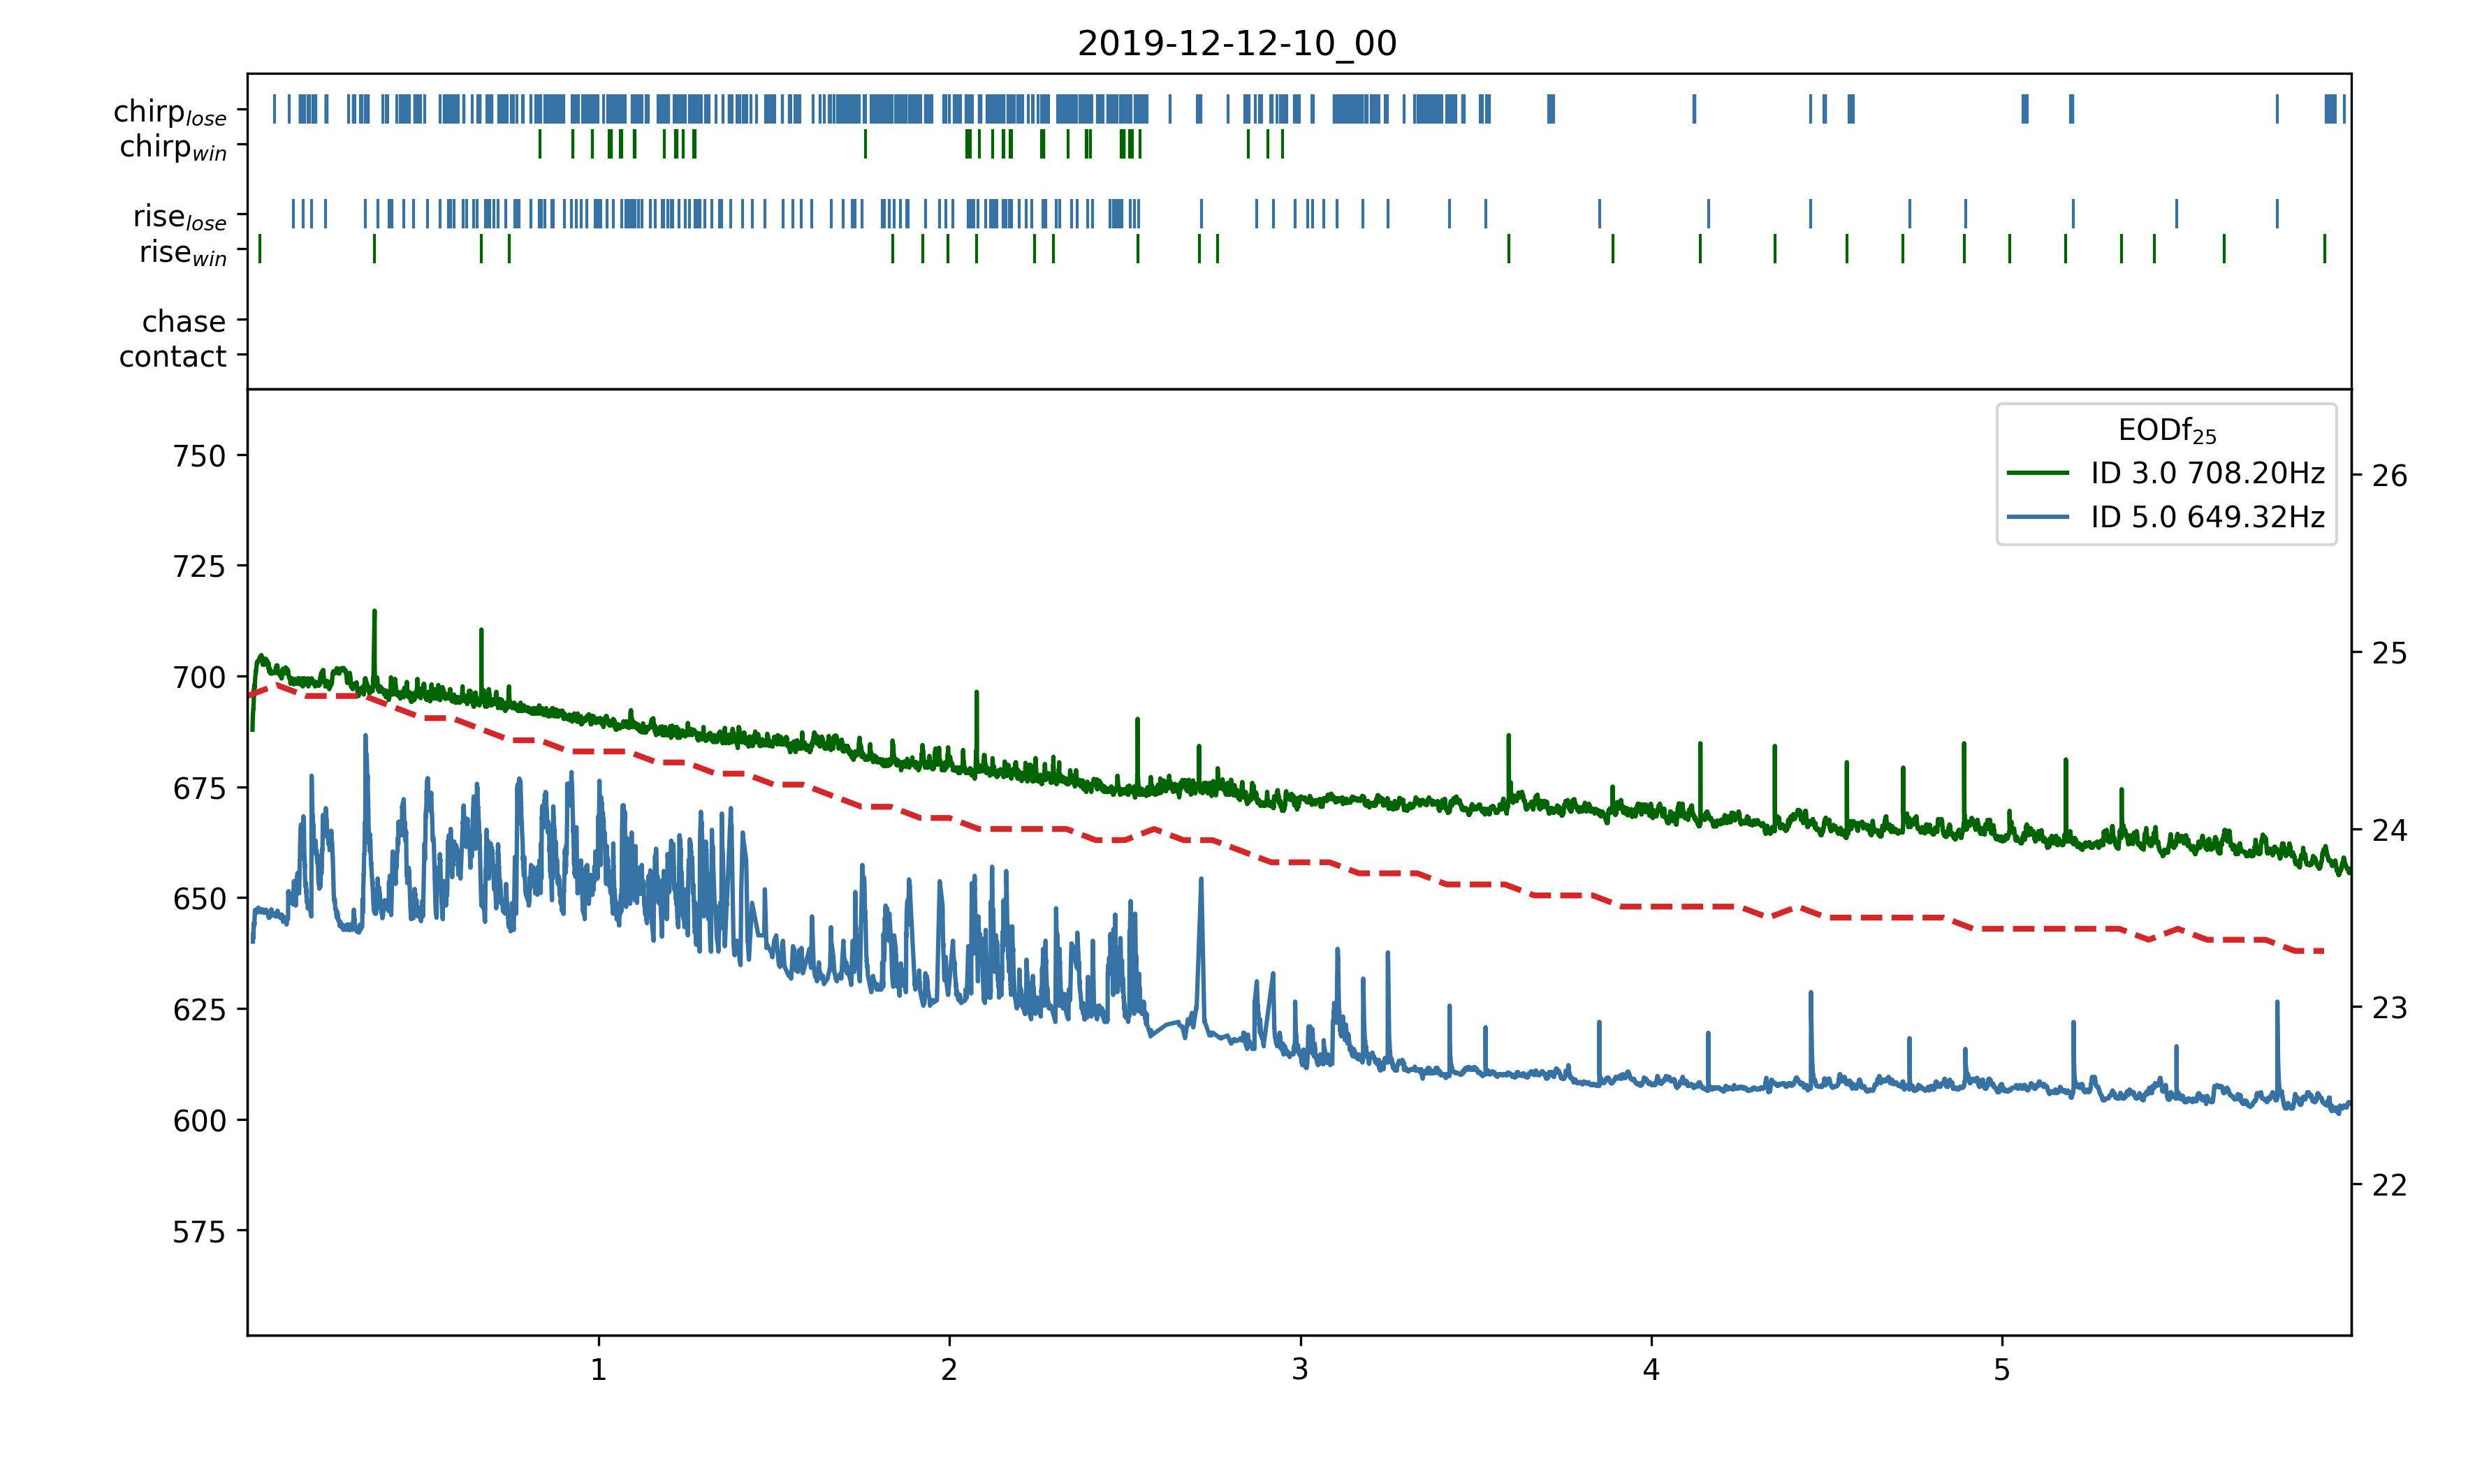 2019-12-12-10_00
chirp_lose
chirp_win
rise_lose
rise_win
chase
contact
EODf_25
ID 3.0 708.20Hz
ID 5.0 649.32Hz
750
725
700
675
650
625
600
575
26
25
24
23
22
1 2 3 4 5